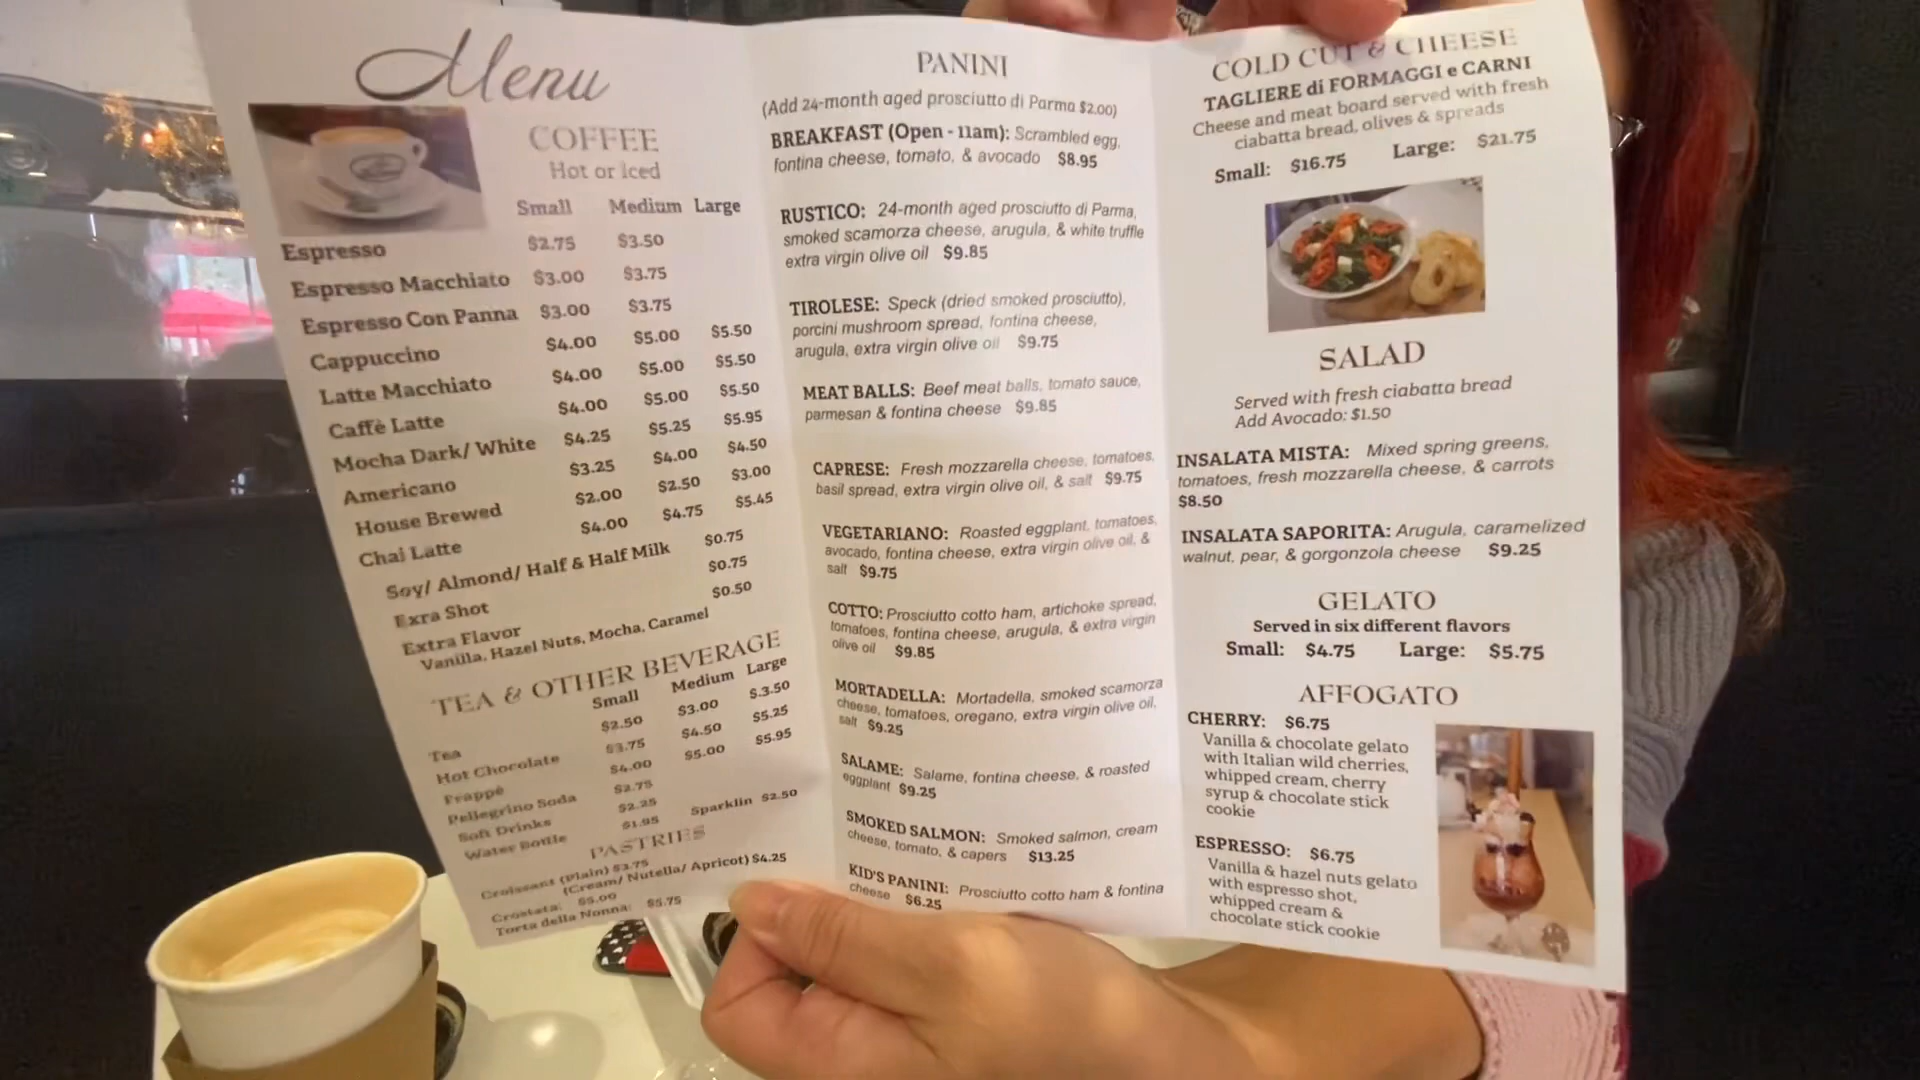 Menu
COFFEE
Hot or Iced
Small Medium Large
Espresso $2.75 $3.50
Espresso Macchiato $3.00 $3.75
Espresso Con Panna $3.00 $3.75
Cappuccino $4.00 $5.00 $5.50
Latte Macchiato $4.00 $5.00 $5.50
Caffè Latte $4.00 $5.00 $5.50
Mocha Dark/ White $4.25 $5.25 $5.95
Americano $3.25 $4.00 $4.50
House Brewed $2.00 $2.50 $3.00
Chai Latte $4.00 $4.75 $5.45
Soy/ Almond/ Half & Half Milk $0.75
Exra Shot $0.75
Extra Flavor $0.50
Vanilla, Hazel Nuts, Mocha, Caramel
TEA & OTHER BEVERAGE
Small Medium Large
Tea $2.50 $3.00 $.3.50
Hot Chocolate $3.75 $4.50 $5.25
Frappè $4.00 $5.00 $5.95
Pellegrino Soda $2.75
Soft Drinks $2.25
Water Bottle $1.95 Sparklin $2.50
PASTRIES
Croissant (Plain) $3.75
(Cream/ Nutella/ Apricot) $4.25
Crostata: $5.00
Torta della Nonna: $5.75
PANINI
(Add 24-month aged prosciutto di Parma $2.00)
BREAKFAST (Open - 11am): Scrambled egg,
fontina cheese, tomato, & avocado $8.95
RUSTICO: 24-month aged prosciutto di Parma,
smoked scamorza cheese, arugula, & white truffle
extra virgin olive oil $9.85
TIROLESE: Speck (dried smoked prosciutto),
porcini mushroom spread, fontina cheese,
arugula, extra virgin olive oil $9.75
MEAT BALLS: Beef meat balls, tomato sauce,
parmesan & fontina cheese $9.85
CAPRESE: Fresh mozzarella cheese, tomatoes,
basil spread, extra virgin olive oil, & salt $9.75
VEGETARIANO: Roasted eggplant, tomatoes,
avocado, fontina cheese, extra virgin olive oil, &
salt $9.75
COTTO: Prosciutto cotto ham, artichoke spread,
tomatoes, fontina cheese, arugula, & extra virgin
olive oil $9.85
MORTADELLA: Mortadella, smoked scamorza
cheese, tomatoes, oregano, extra virgin olive oil,
salt $9.25
SALAME: Salame, fontina cheese, & roasted
eggplant $9.25
SMOKED SALMON: Smoked salmon, cream
cheese, tomato, & capers $13.25
KID'S PANINI: Prosciutto cotto ham & fontina
cheese $6.25
COLD CUT & CHEESE
TAGLIERE di FORMAGGI e CARNI
Cheese and meat board served with fresh
ciabatta bread, olives & spreads
Small: $16.75 Large: $21.75
SALAD
Served with fresh ciabatta bread
Add Avocado: $1.50
INSALATA MISTA: Mixed spring greens,
tomatoes, fresh mozzarella cheese, & carrots
$8.50
INSALATA SAPORITA: Arugula, caramelized
walnut, pear, & gorgonzola cheese $9.25
GELATO
Served in six different flavors
Small: $4.75 Large: $5.75
AFFOGATO
CHERRY: $6.75
Vanilla & chocolate gelato
with Italian wild cherries,
whipped cream, cherry
syrup & chocolate stick
cookie
ESPRESSO: $6.75
Vanilla & hazel nuts gelato
with espresso shot,
whipped cream &
chocolate stick cookie